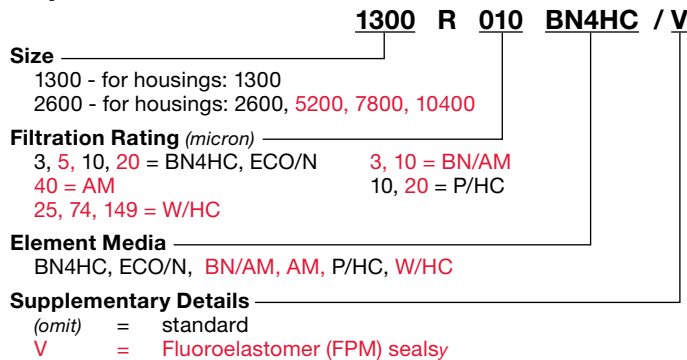 1300 R 010 BN4HC / V
Size
1300 - for housings: 1300
2600 - for housings: 2600, 5200, 7800, 10400
Filtration Rating (micron)
3, 5, 10, 20 = BN4HC, ECO/N 3, 10 = BN/AM
40 = AM 10, 20 = P/HC
25, 74, 149 = W/HC
Element Media
BN4HC, ECO/N, BN/AM, AM, P/HC, W/HC
Supplementary Details
(omit) = standard
V = Fluoroelastomer (FPM) sealsy